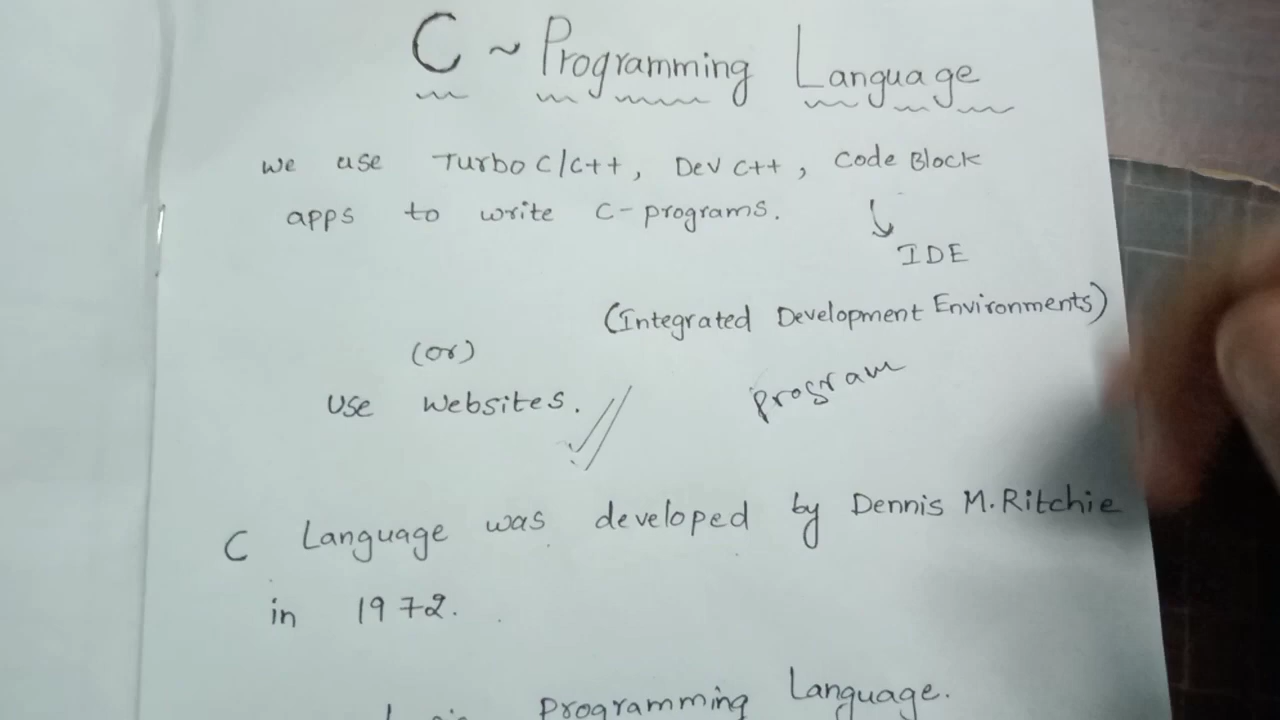 C ~ Programming Language
we use Turbo C/C++, Dev C++, Code Block
apps to write C-programs.
IDE
(Integrated Development Environments)
(or)
use websites.
program
C Language was developed by Dennis M.Ritchie
in 1972.
programming Language.